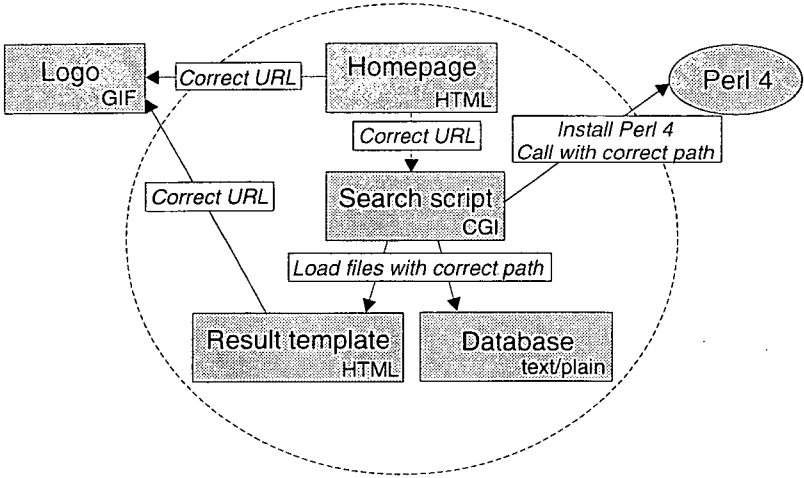 Logo
GIF
Correct URL
Homepage
HTML
Perl 4
Correct URL
Install Perl 4
Call with correct path
Correct URL
Search script
CGI
Load files with correct path
Result template
HTML
Database
text/plain